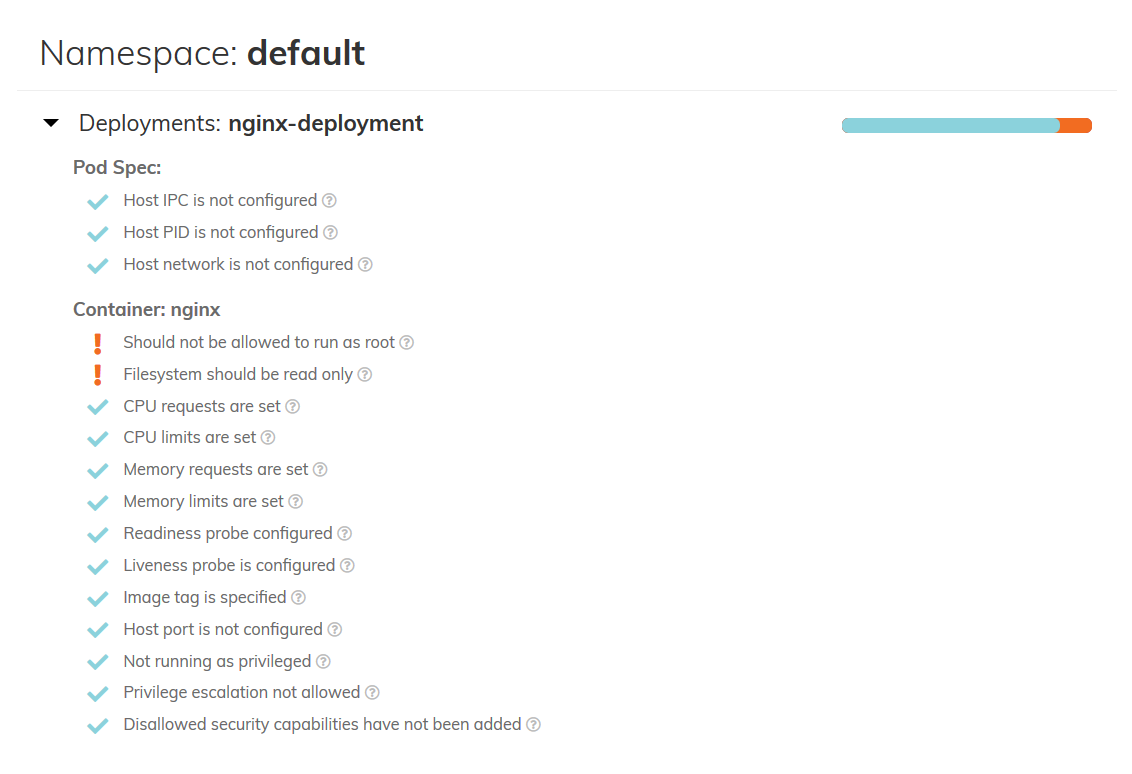 Namespace: default
Deployments: nginx-deployment
Pod Spec:
Host IPC is not configured
Host PID is not configured
Host network is not configured
Container: nginx
Should not be allowed to run as root
Filesystem should be read only
CPU requests are set
CPU limits are set
Memory requests are set
Memory limits are set
Readiness probe configured
Liveness probe is configured
Image tag is specified
Host port is not configured
Not running as privileged
Privilege escalation not allowed
Disallowed security capabilities have not been added